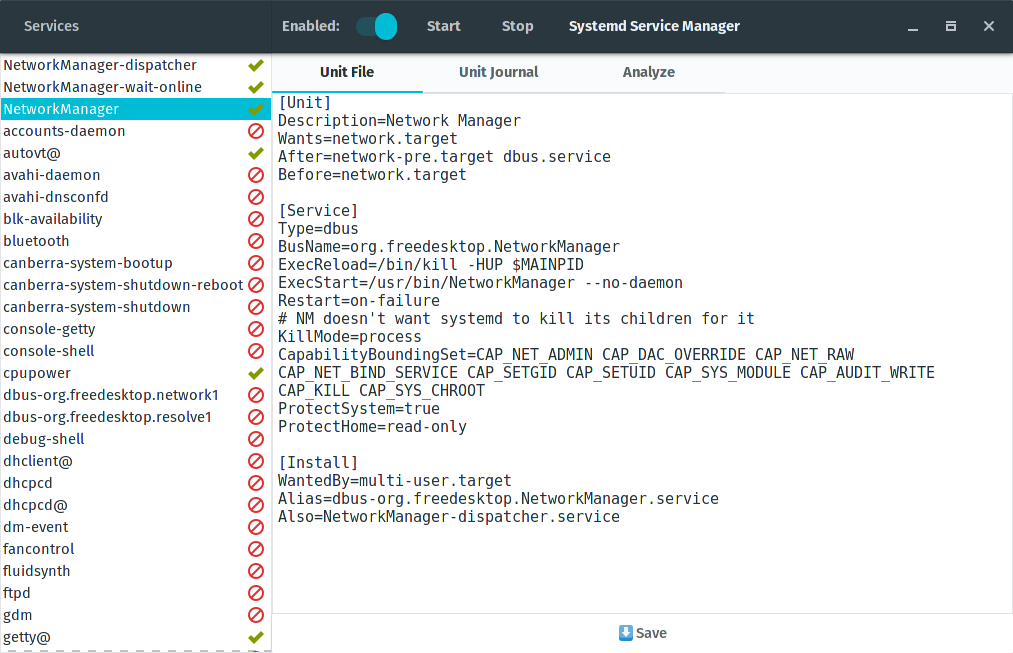 Services
Enabled:
Start
Stop
Systemd Service Manager
NetworkManager-dispatcher
NetworkManager-wait-online
NetworkManager
accounts-daemon
autovt@
avahi-daemon
avahi-dnsconfd
blk-availability
bluetooth
canberra-system-bootup
canberra-system-shutdown-reboot
canberra-system-shutdown
console-getty
console-shell
cpupower
dbus-org.freedesktop.network1
dbus-org.freedesktop.resolve1
debug-shell
dhclient@
dhcpcd
dhcpcd@
dm-event
fancontrol
fluidsynth
ftpd
gdm
getty@
Unit File
Unit Journal
Analyze
[Unit]
Description=Network Manager
Wants=network.target
After=network-pre.target dbus.service
Before=network.target
[Service]
Type=dbus
BusName=org.freedesktop.NetworkManager
ExecReload=/bin/kill -HUP $MAINPID
ExecStart=/usr/bin/NetworkManager --no-daemon
Restart=on-failure
# NM doesn't want systemd to kill its children for it
KillMode=process
CapabilityBoundingSet=CAP_NET_ADMIN CAP_DAC_OVERRIDE CAP_NET_RAW
CAP_NET_BIND_SERVICE CAP_SETGID CAP_SETUID CAP_SYS_MODULE CAP_AUDIT_WRITE
CAP_KILL CAP_SYS_CHROOT
ProtectSystem=true
ProtectHome=read-only
[Install]
WantedBy=multi-user.target
Alias=dbus-org.freedesktop.NetworkManager.service
Also=NetworkManager-dispatcher.service
Save